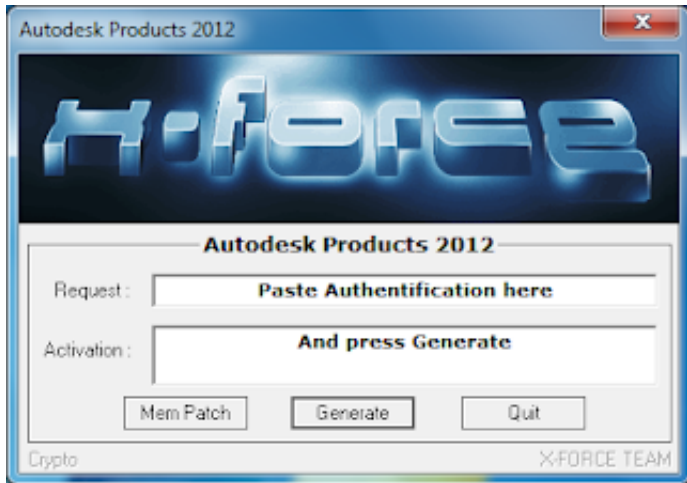 Autodesk Products 2012
x-force
Autodesk Products 2012
Request :
Paste Authentification here
Activation :
And press Generate
Mem Patch
Generate
Quit
Crypto
X-FORCE TEAM